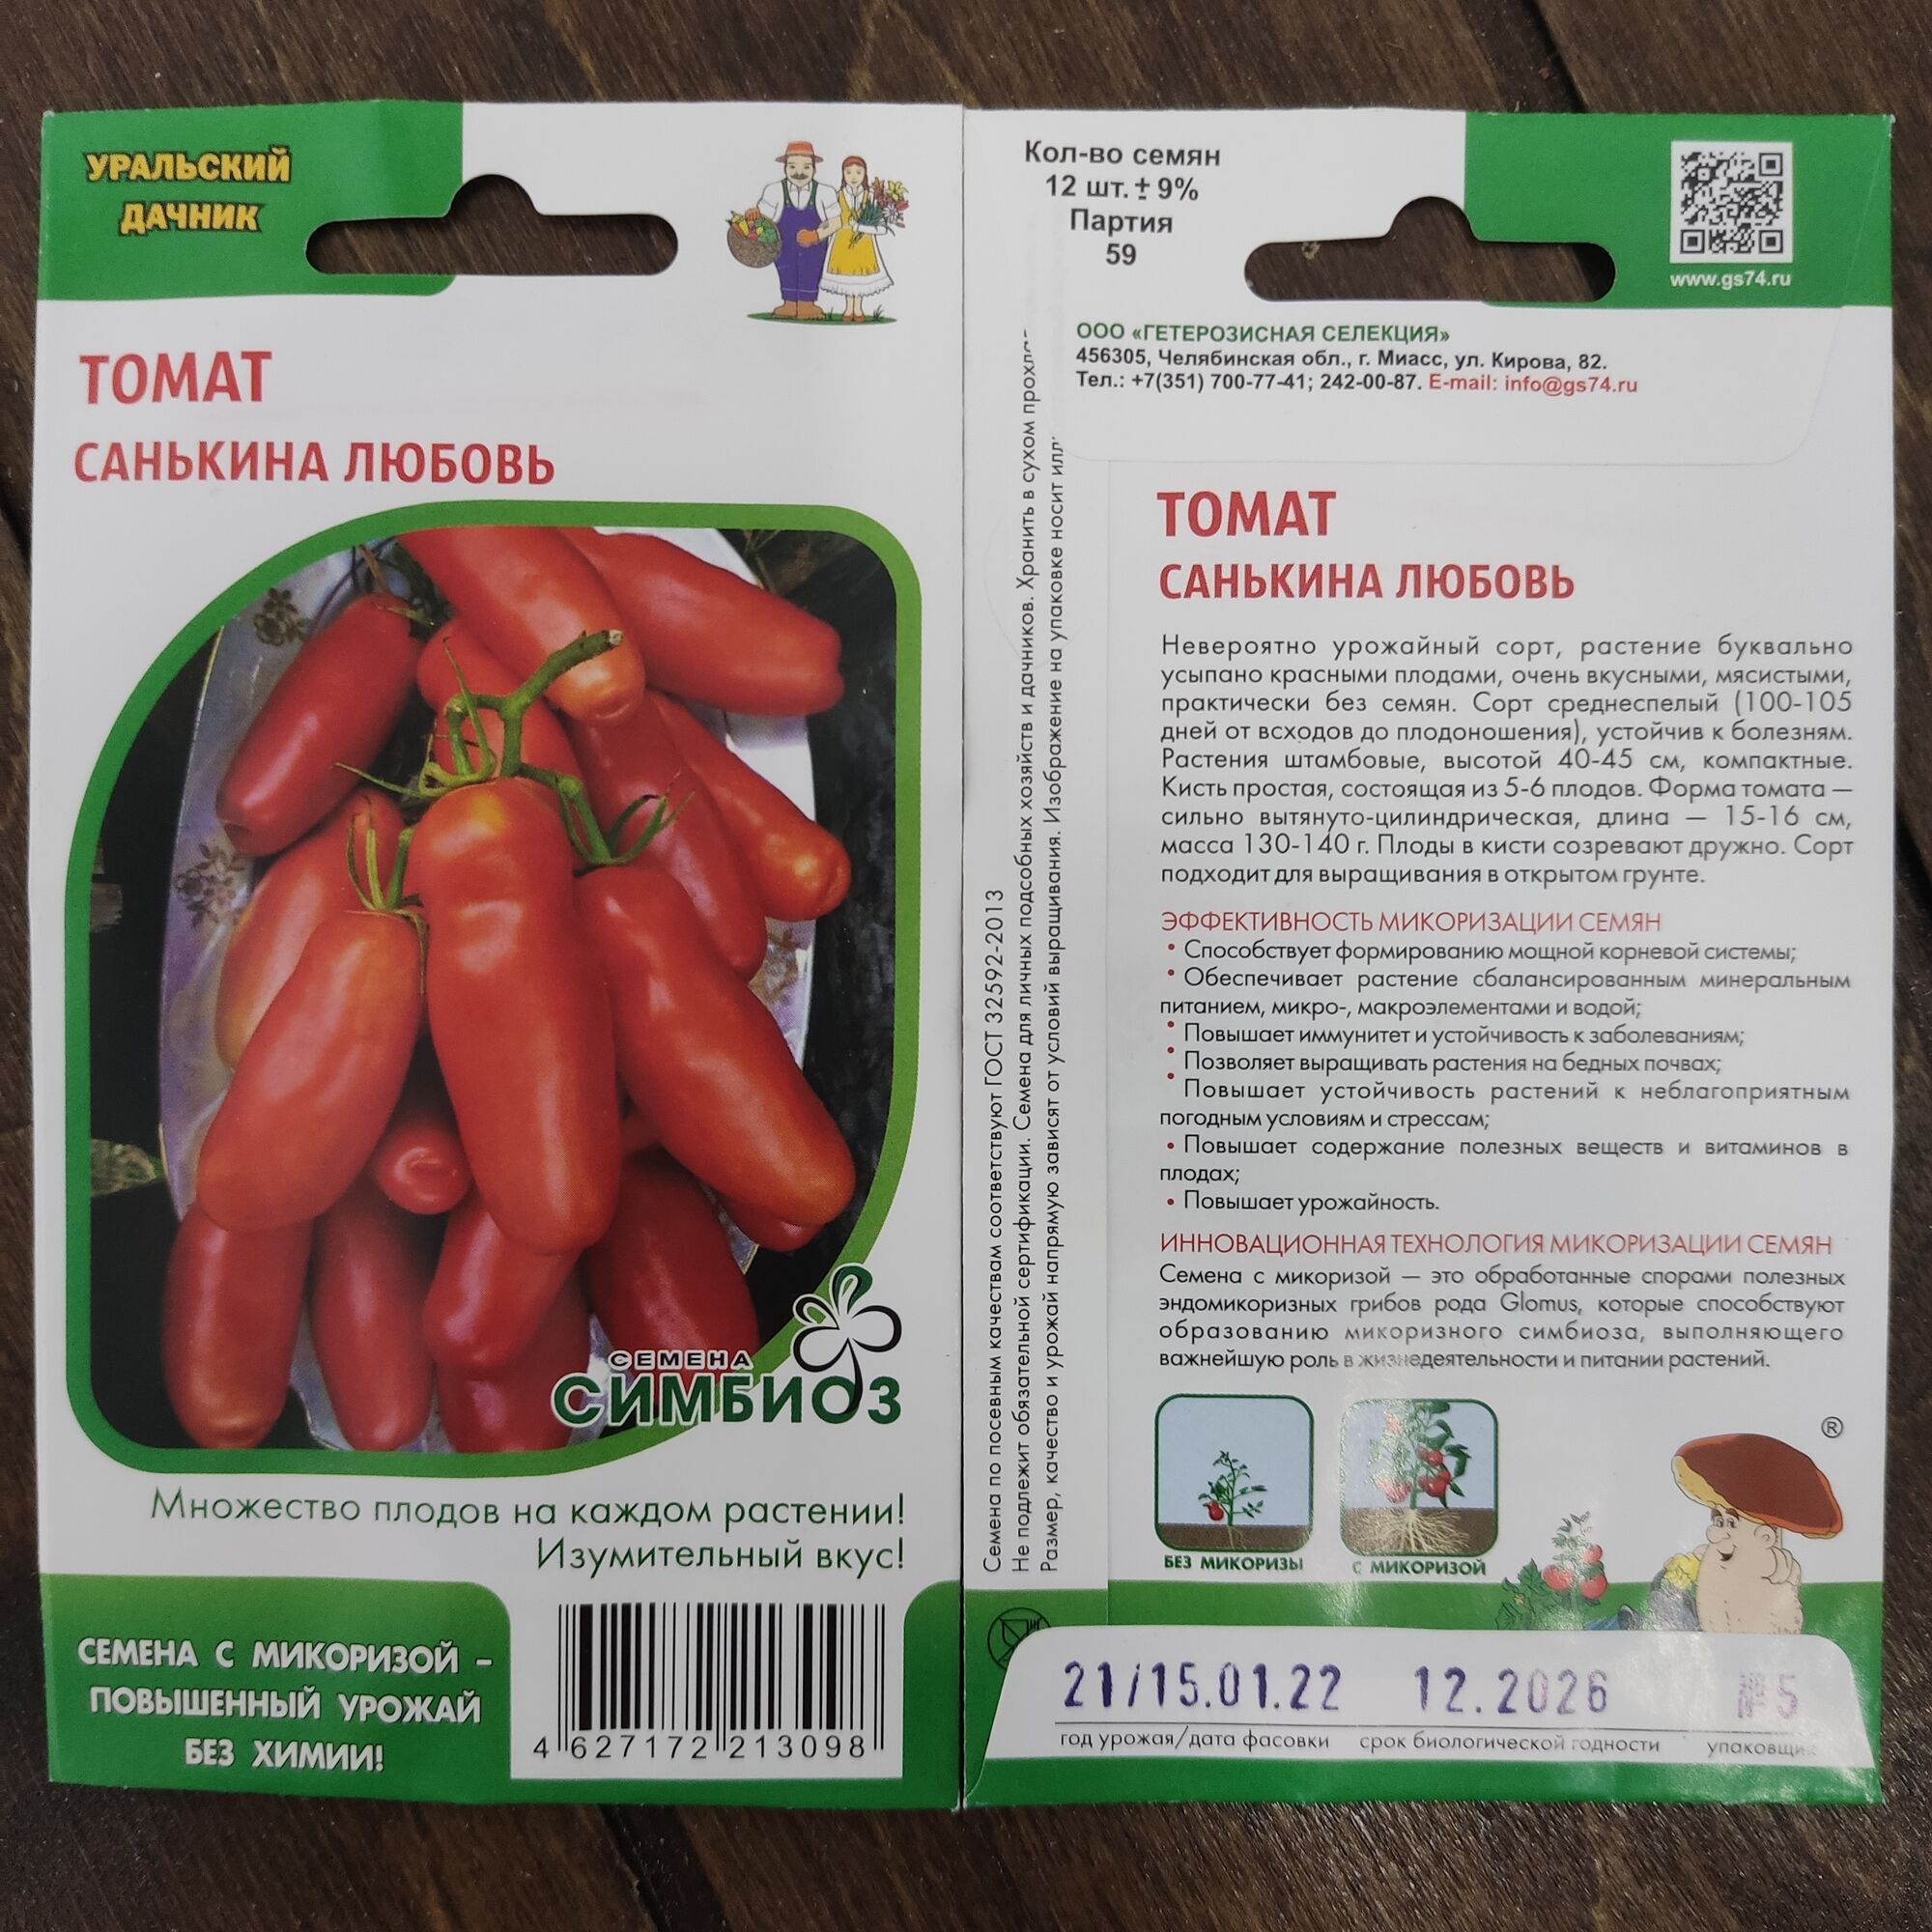 УРАЛЬСКИЙ
ДАЧНИК
ТОМАТ
САНЬКИНА ЛЮБОВЬ
СЕМЕНА
СИМБИОЗ
Множество плодов на каждом растении!
Изумительный вкус!
СЕМЕНА С МИКОРИЗОЙ –
ПОВЫШЕННЫЙ УРОЖАЙ
БЕЗ ХИМИИ!
4 627172 213098
Кол-во семян
12 шт. ± 9%
Партия
59
www.gs74.ru
ООО «ГЕТЕРОЗИСНАЯ СЕЛЕКЦИЯ»
456305, Челябинская обл., г. Миасс, ул. Кирова, 82.
Тел.: +7(351) 700-77-41; 242-00-87. E-mail: info@gs74.ru
Семена по посевным качествам соответствуют ГОСТ 32592-2013
Не подлежит обязательной сертификации. Семена для личных подсобных хозяйств и дачников. Хранить в сухом
Размер, качество и урожай напрямую зависят от условий выращивания. Изображение на упаковке носит
ТОМАТ
САНЬКИНА ЛЮБОВЬ
Невероятно урожайный сорт, растение буквально
усыпано красными плодами, очень вкусными, мясистыми,
практически без семян. Сорт среднеспелый (100-105
дней от всходов до плодоношения), устойчив к болезням.
Растения штамбовые, высотой 40-45 см, компактные.
Кисть простая, состоящая из 5-6 плодов. Форма томата —
сильно вытянуто-цилиндрическая, длина — 15-16 см,
масса 130-140 г. Плоды в кисти созревают дружно. Сорт
подходит для выращивания в открытом грунте.
ЭФФЕКТИВНОСТЬ МИКОРИЗАЦИИ СЕМЯН
• Способствует формированию мощной корневой системы;
• Обеспечивает растение сбалансированным минеральным
питанием, микро-, макроэлементами и водой;
• Повышает иммунитет и устойчивость к заболеваниям;
• Позволяет выращивать растения на бедных почвах;
• Повышает устойчивость растений к неблагоприятным
погодным условиям и стрессам;
• Повышает содержание полезных веществ и витаминов в
плодах;
• Повышает урожайность.
ИННОВАЦИОННАЯ ТЕХНОЛОГИЯ МИКОРИЗАЦИИ СЕМЯН
Семена с микоризой — это обработанные спорами полезных
эндомикоризных грибов рода Glomus, которые способствуют
образованию микоризного симбиоза, выполняющего
важнейшую роль в жизнедеятельности и питании растений.
®
БЕЗ МИКОРИЗЫ
С МИКОРИЗОЙ
21/15.01.22 12.2026 №5
год урожая/дата фасовки срок биологической годности упаковщик